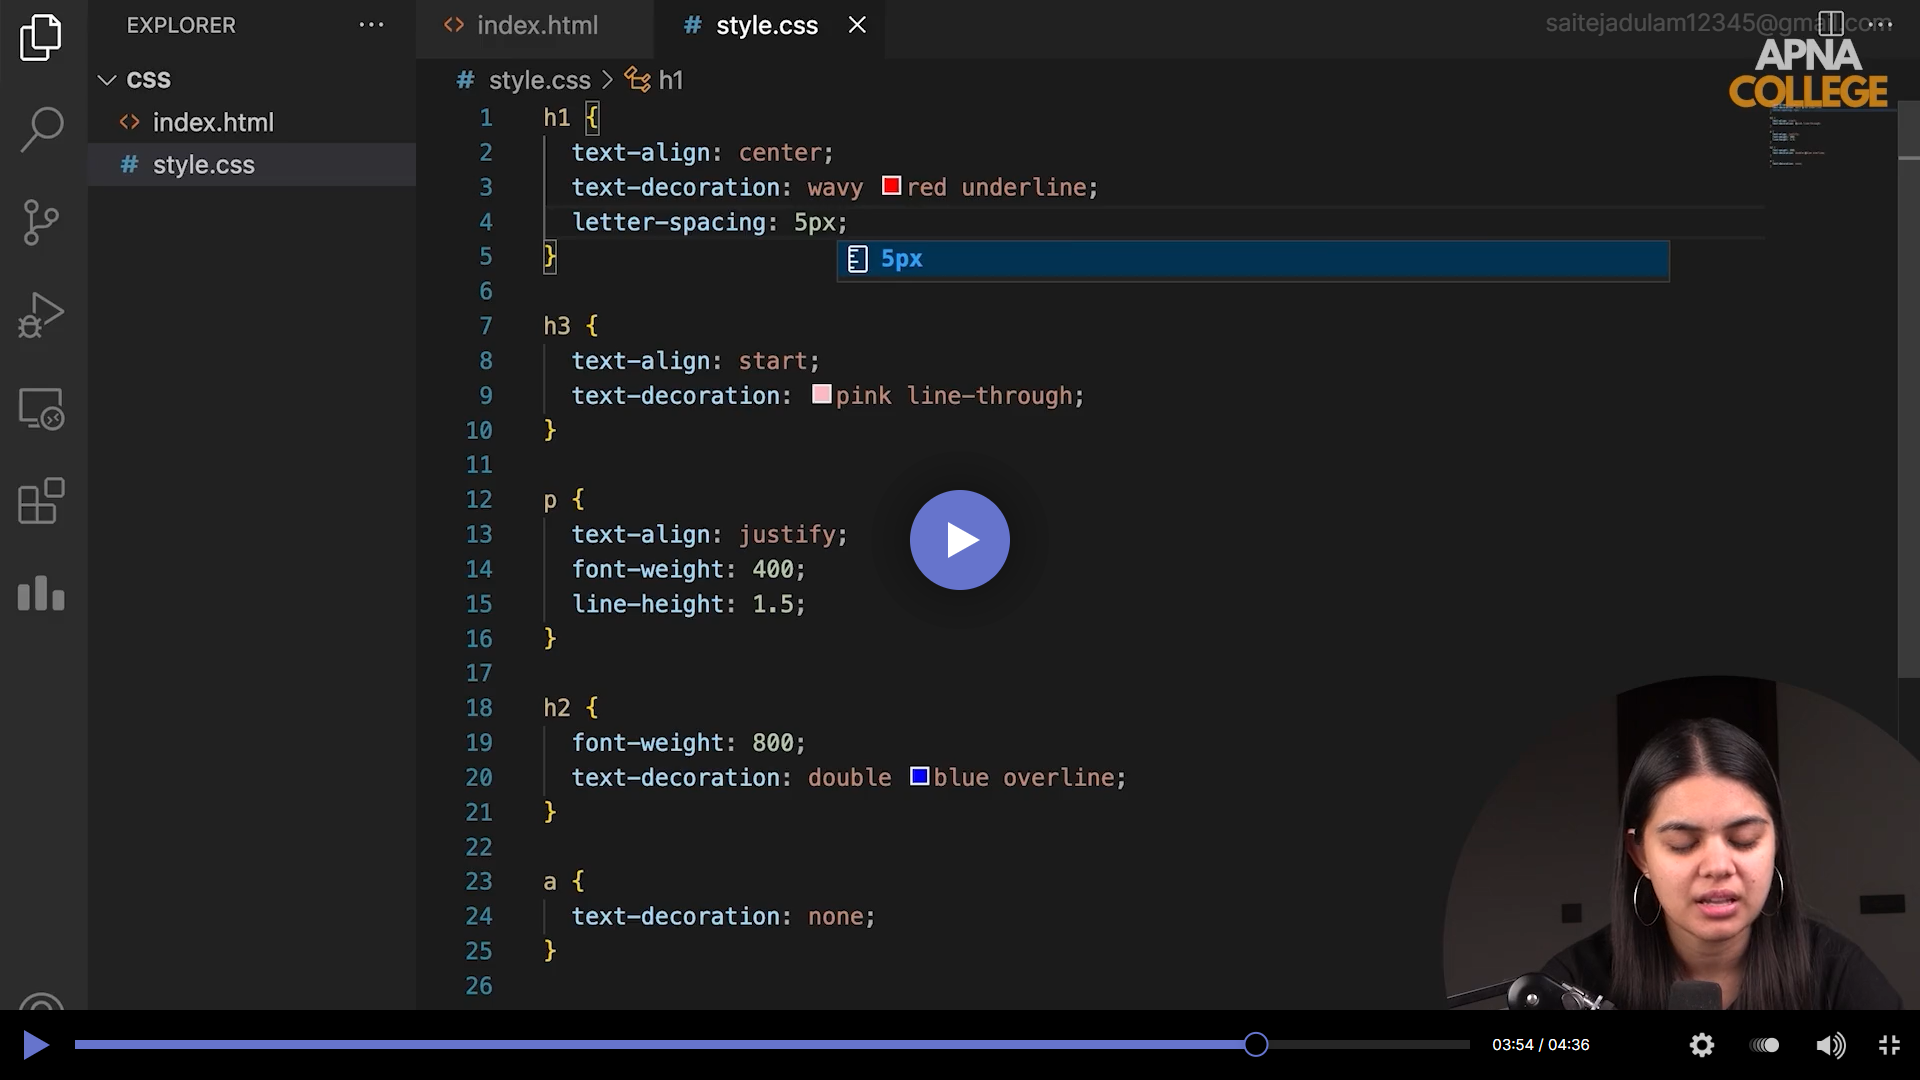 EXPLORER
index.html
style.css
saitejadulam12345@gmail.com
APNA
COLLEGE
CSS
index.html
style.css
style.css > h1
1 h1 {
2 text-align: center;
3 text-decoration: wavy red underline;
4 letter-spacing: 5px;
5px
5 }
6
7 h3 {
8 text-align: start;
9 text-decoration: pink line-through;
10 }
11
12 p {
13 text-align: justify;
14 font-weight: 400;
15 line-height: 1.5;
16 }
17
18 h2 {
19 font-weight: 800;
20 text-decoration: double blue overline;
21 }
22
23 a {
24 text-decoration: none;
25 }
26
03:54 / 04:36